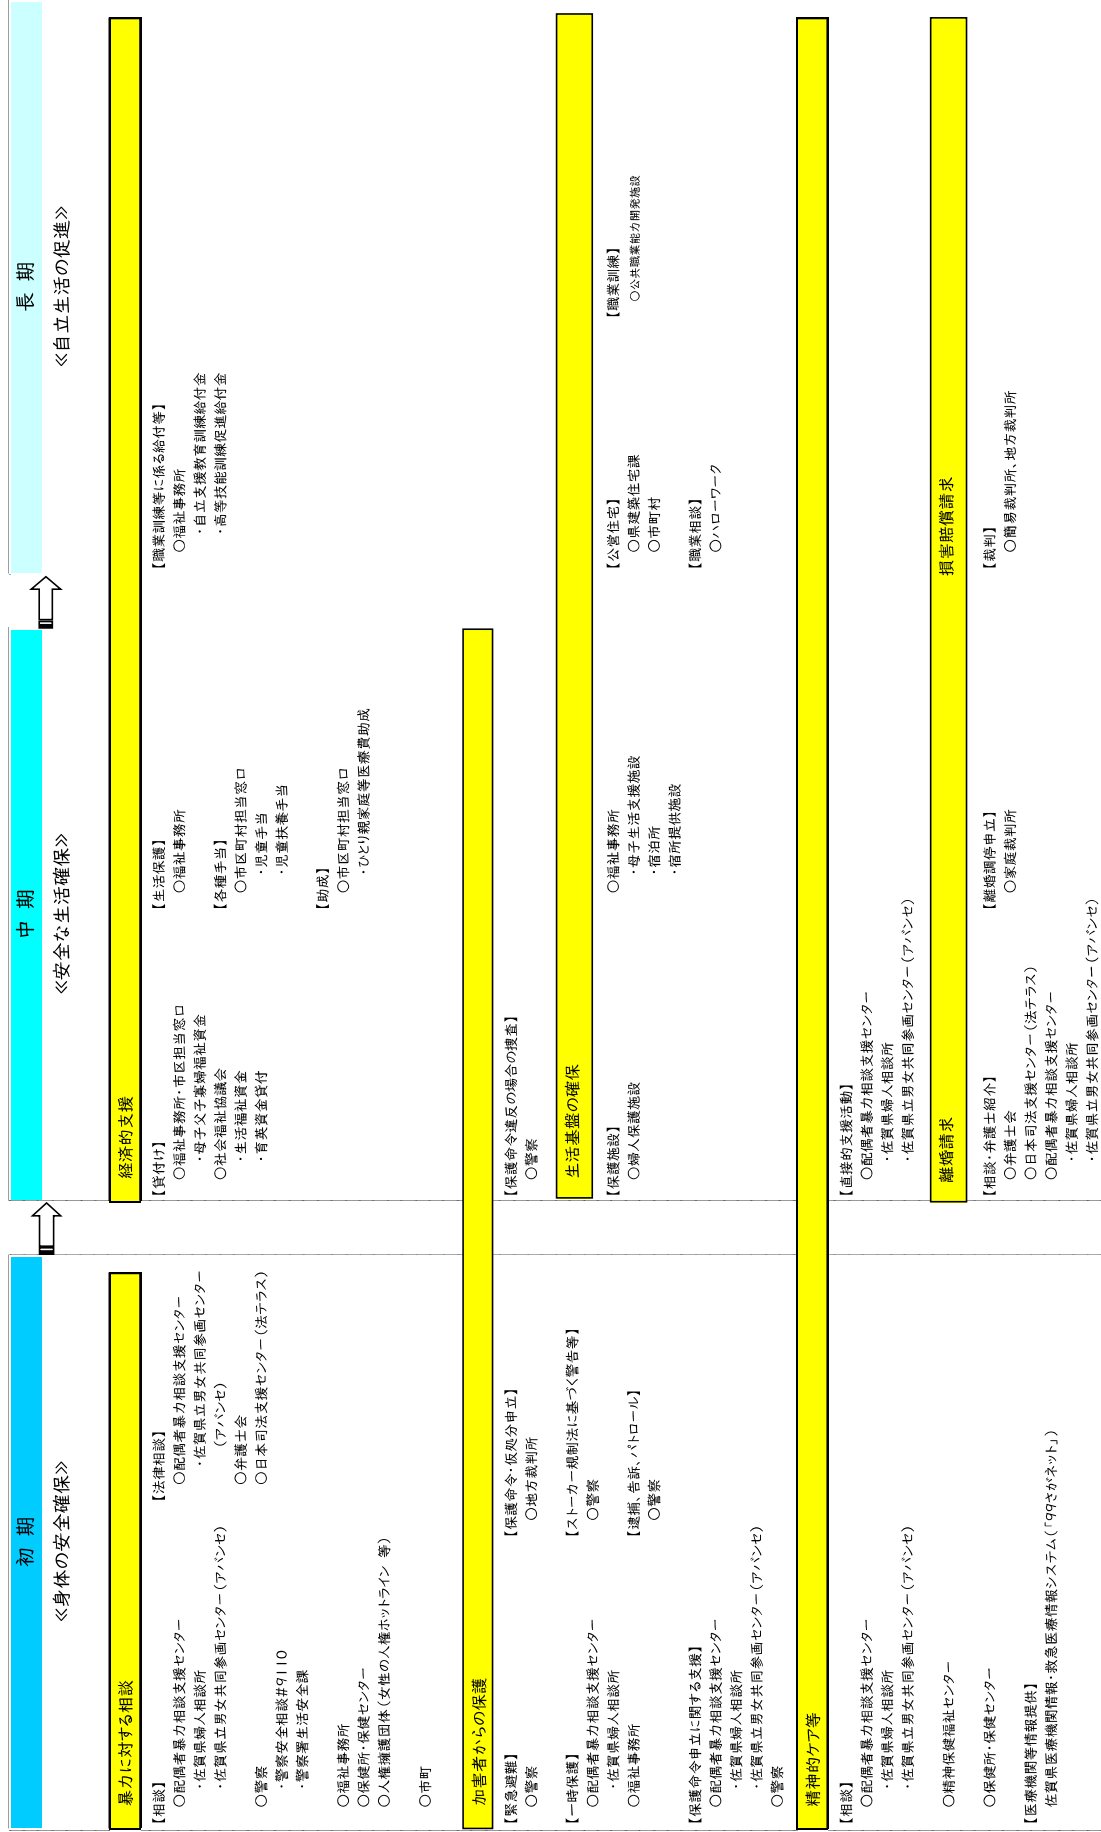 初 期
≪身体の安全確保≫
中 期
≪安全な生活確保≫
長 期
≪自立生活の促進≫
暴力に対する相談
【相談】
○配偶者暴力相談支援センター
・佐賀県婦人相談所
・佐賀県立男女共同参画センター(アバンセ)
○警察
・警察安全相談#9110
・警察署生活安全課
○福祉事務所
○保健所・保健センター
○人権擁護団体(女性の人権ホットライン 等)
○市町
【法律相談】
○配偶者暴力相談支援センター
・佐賀県立男女共同参画センター
(アバンセ)
○弁護士会
○日本司法支援センター(法テラス)
経済的支援
【貸付け】
○福祉事務所・市区担当窓口
・母子父子寡婦福祉資金
○社会福祉協議会
・生活福祉資金
・育英資金貸付
【生活保護】
○福祉事務所
【各種手当】
○市区町村担当窓口
・児童手当
・児童扶養手当
【助成】
○市区町村担当窓口
・ひとり親家庭等医療費助成
【職業訓練等に係る給付等】
○福祉事務所
・自立支援教育訓練給付金
・高等技能訓練促進給付金
加害者からの保護
【緊急避難】
○警察
【一時保護】
○配偶者暴力相談支援センター
・佐賀県婦人相談所
○福祉事務所
【保護命令申立に関する支援】
○配偶者暴力相談支援センター
・佐賀県婦人相談所
・佐賀県立男女共同参画センター(アバンセ)
○警察
【保護命令・仮処分申立】
○地方裁判所
【ストーカー規制法に基づく警告等】
○警察
【逮捕、告訴、パトロール】
○警察
【保護命令違反の場合の捜査】
○警察
生活基盤の確保
【保護施設】
○婦人保護施設
○福祉事務所
・母子生活支援施設
・宿泊所
・宿所提供施設
【公営住宅】
○県建築住宅課
○市町村
【職業相談】
○ハローワーク
【職業訓練】
○公共職業能力開発施設
精神的ケア等
【相談】
○配偶者暴力相談支援センター
・佐賀県婦人相談所
・佐賀県立男女共同参画センター(アバンセ)
○精神保健福祉センター
○保健所・保健センター
【医療機関等情報提供】
佐賀県医療機関情報・救急医療情報システム(「99さがネット」)
【直接的支援活動】
○配偶者暴力相談支援センター
・佐賀県婦人相談所
・佐賀県立男女共同参画センター(アバンセ)
離婚請求
損害賠償請求
【相談・弁護士紹介】
○弁護士会
○日本司法支援センター(法テラス)
○配偶者暴力相談支援センター
・佐賀県婦人相談所
・佐賀県立男女共同参画センター(アバンセ)
【離婚調停申立】
○家庭裁判所
【裁判】
○簡易裁判所、地方裁判所